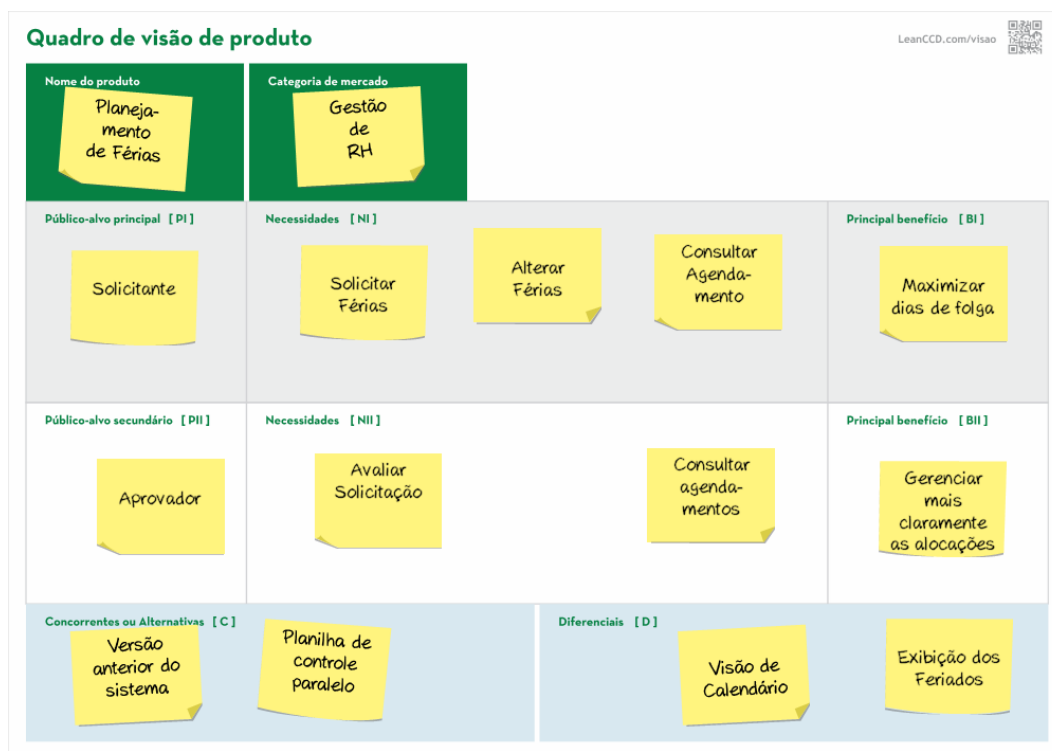 Quadro de visão de produto
LeanCCD.com/visao
Nome do produto
Planeja-
mento
de Férias
Categoria de mercado
Gestão
de
RH
Público-alvo principal [ PI ]
Solicitante
Necessidades [ NI ]
Solicitar
Férias
Alterar
Férias
Consultar
Agenda-
mento
Principal benefício [ BI ]
Maximizar
dias de folga
Público-alvo secundário [ PII ]
Aprovador
Necessidades [ NII ]
Avaliar
Solicitação
Consultar
agenda-
mentos
Principal benefício [ BII ]
Gerenciar
mais
claramente
as alocações
Concorrentes ou Alternativas [ C ]
Versão
anterior do
sistema
Planilha de
controle
paralelo
Diferenciais [ D ]
Visão de
Calendário
Exibição dos
Feriados